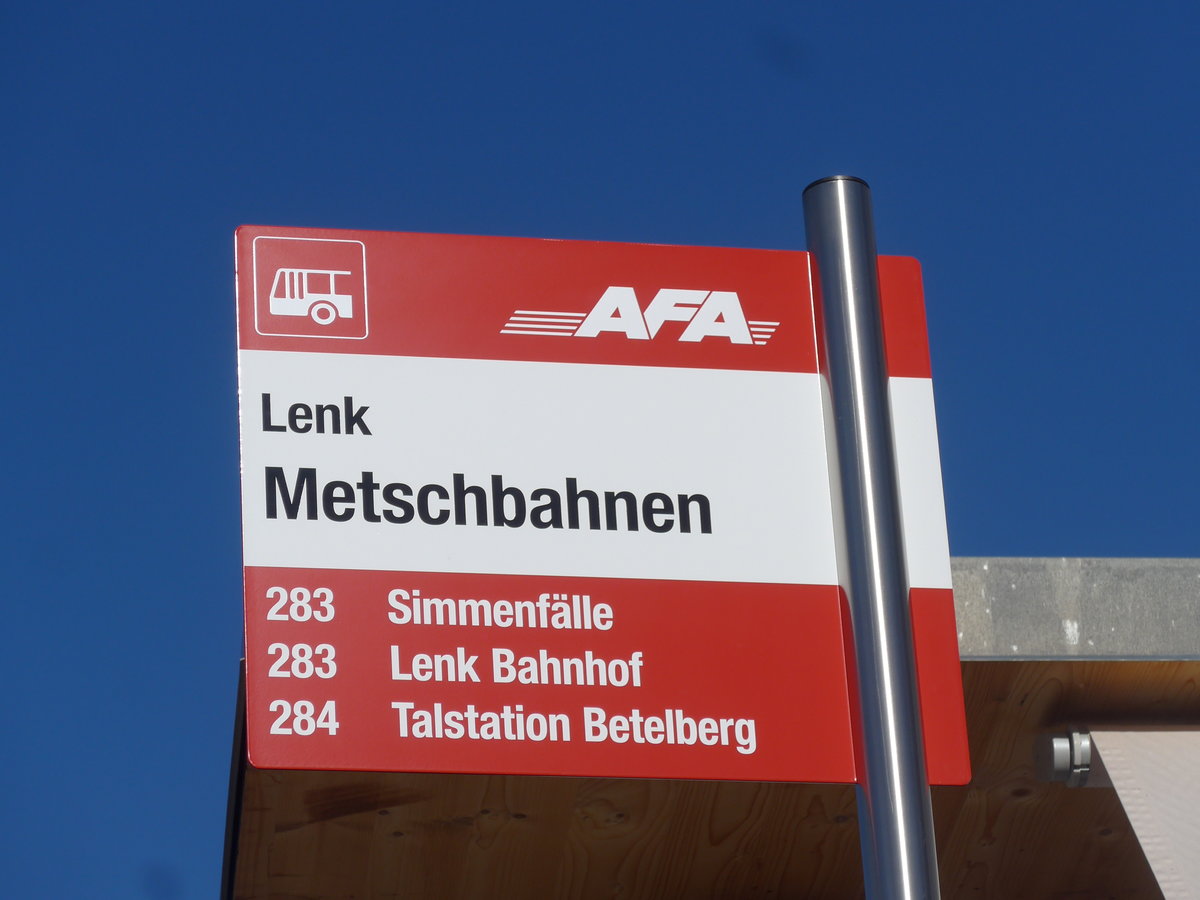 AFA
Lenk
Metschbahnen
283 Simmenfälle
283 Lenk Bahnhof
284 Talstation Betelberg